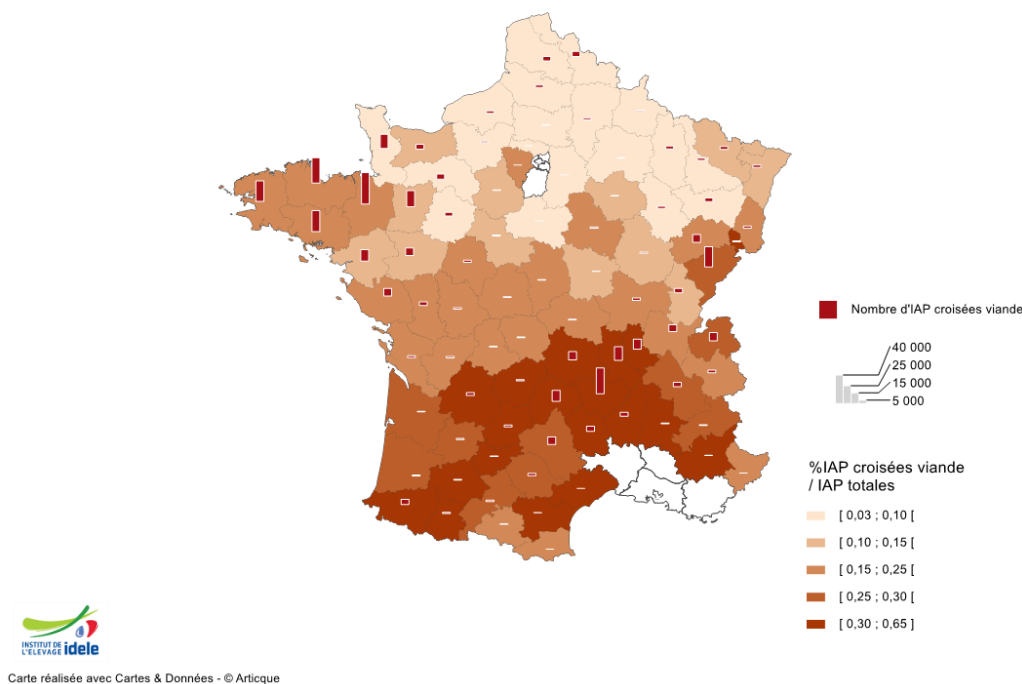 Nombre d'IAP croisées viande
40 000
25 000
15 000
5 000
%IAP croisées viande
/ IAP totales
[ 0,03 ; 0,10 [
[ 0,10 ; 0,15 [
[ 0,15 ; 0,25 [
[ 0,25 ; 0,30 [
[ 0,30 ; 0,65 ]
INSTITUT DE
L'ELEVAGE idele
Carte réalisée avec Cartes & Données - © Articque